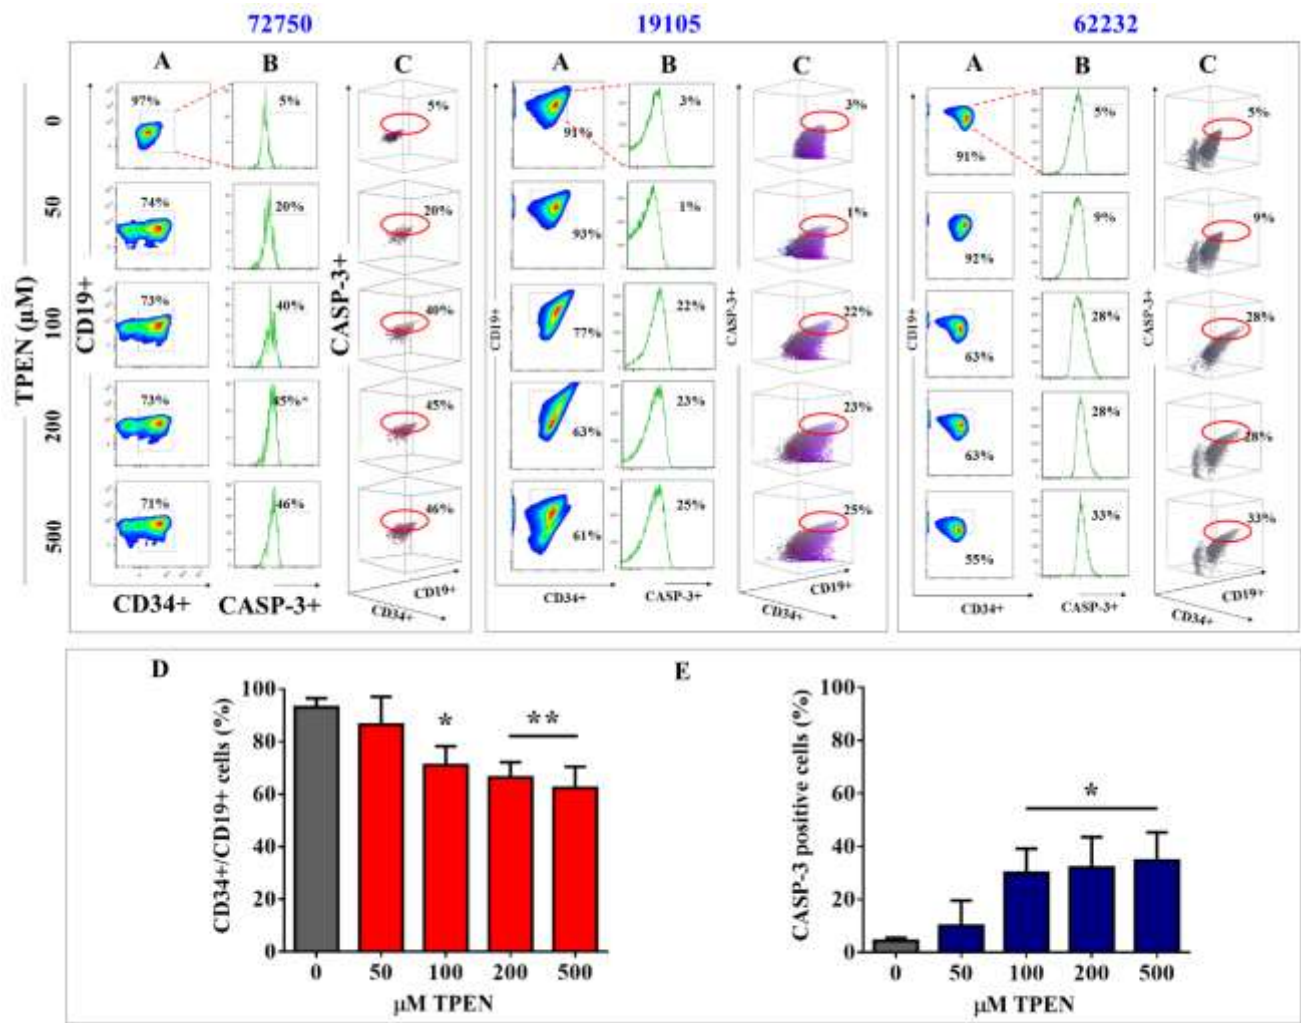 72750 19105 62232
A B C A B C A B C
TPEN (µM)
0
50
100
200
500
CD19+
97% 5% 5%
74% 20% 20%
73% 40% 40%
73% 45%* 45%
71% 46% 46%
CD34+ CASP-3+
CASP-3+
CD19+
CD34+
CD19+
91% 3% 3%
93% 1% 1%
77% 22% 22%
63% 23% 23%
61% 25% 25%
CD34+ CASP-3+
CASP-3+
CD19+
CD34+
CD19+
91% 5% 5%
92% 9% 9%
63% 28% 28%
63% 28% 28%
55% 33% 33%
CD34+ CASP-3+
CASP-3+
CD19+
CD34+
D
CD34+/CD19+ cells (%)
100
80
60
40
20
0
*
**
0 50 100 200 500
µM TPEN
E
CASP-3 positive cells (%)
100
80
60
40
20
0
*
0 50 100 200 500
µM TPEN